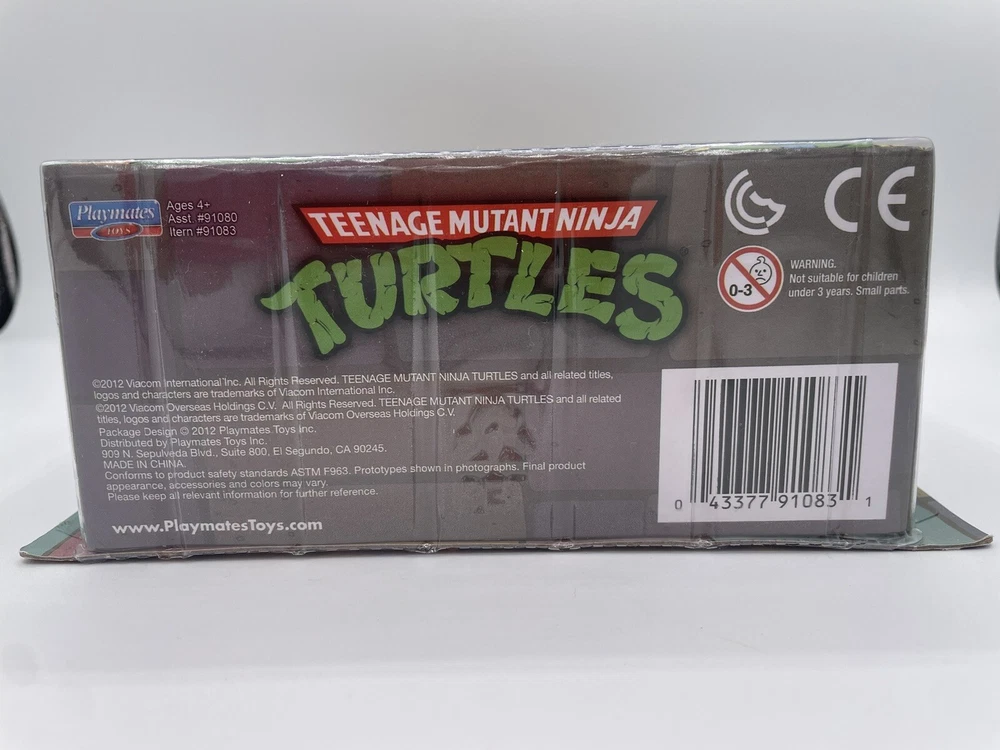 Playmates
TOYS
Ages 4+
Asst. #91080
Item #91083
TEENAGE MUTANT NINJA
TURTLES
CE
0-3
WARNING.
Not suitable for children
under 3 years. Small parts.
©2012 Viacom International Inc. All Rights Reserved. TEENAGE MUTANT NINJA TURTLES and all related titles,
logos and characters are trademarks of Viacom International Inc.
©2012 Viacom Overseas Holdings C.V. All Rights Reserved. TEENAGE MUTANT NINJA TURTLES and all related
titles, logos and characters are trademarks of Viacom Overseas Holdings C.V.
Package Design © 2012 Playmates Toys Inc.
Distributed by Playmates Toys Inc.
909 N. Sepulveda Blvd., Suite 800, El Segundo, CA 90245.
MADE IN CHINA.
Conforms to product safety standards ASTM F963. Prototypes shown in photographs. Final product
appearance, accessories and colors may vary.
Please keep all relevant information for further reference.
www.PlaymatesToys.com
0 43377 91083 1